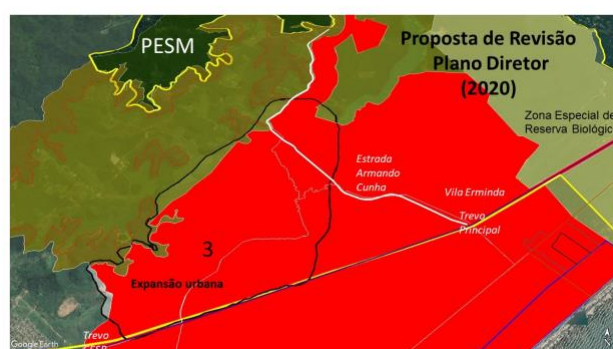 PESM
Proposta de Revisão
Plano Diretor
(2020)
Zona Especial de
Reserva Biológica
Estrada
Armando
Cunha
Vila Erminda
Trevo
Principal
3
Expansão urbana
Trevo
Google Earth
N